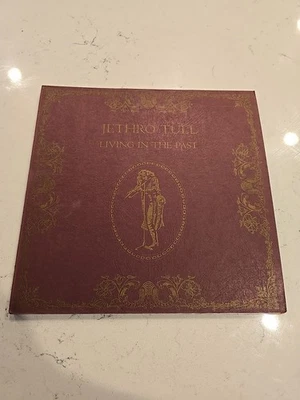 JETHRO TULL
LIVING IN THE PAST